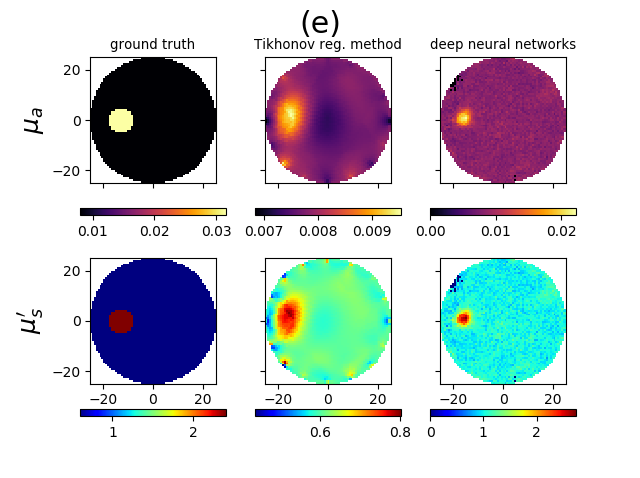 (e)
ground truth Tikhonov reg. method deep neural networks
μₐ
20
0
−20
0.01 0.02 0.03 0.007 0.008 0.009 0.00 0.01 0.02
μ′ₛ
20
0
−20
−20 0 20 −20 0 20 −20 0 20
1 2 0.6 0.8 0 1 2